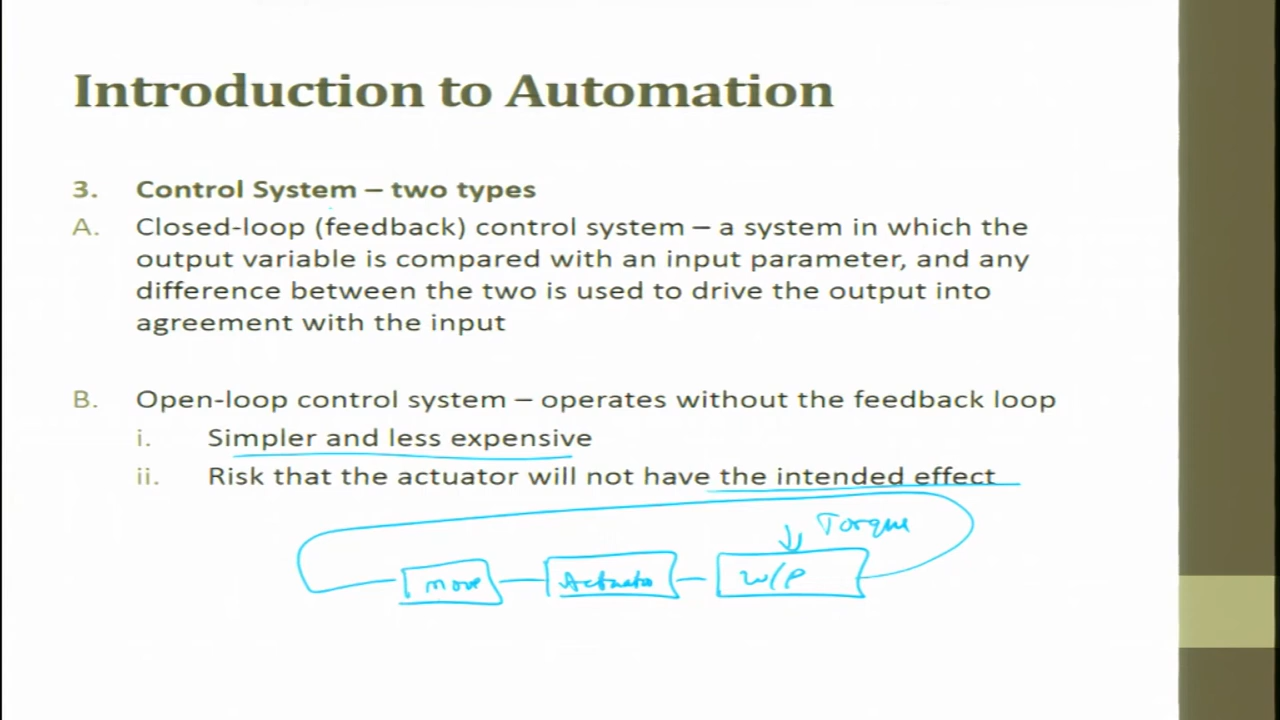 Introduction to Automation
3. Control System – two types
A. Closed-loop (feedback) control system – a system in which the
output variable is compared with an input parameter, and any
difference between the two is used to drive the output into
agreement with the input
B. Open-loop control system – operates without the feedback loop
i. Simpler and less expensive
ii. Risk that the actuator will not have the intended effect
Torque
move Actuator w/p